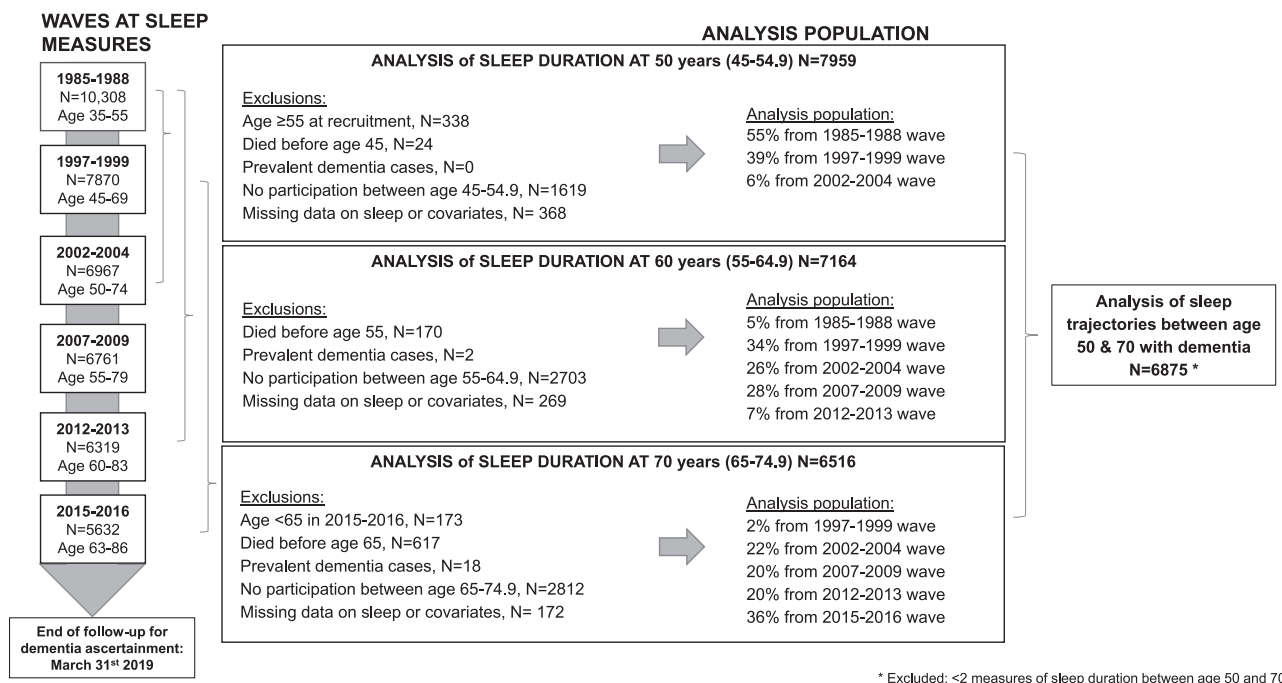 WAVES AT SLEEP
MEASURES
1985-1988
N=10,308
Age 35-55
1997-1999
N=7870
Age 45-69
2002-2004
N=6967
Age 50-74
2007-2009
N=6761
Age 55-79
2012-2013
N=6319
Age 60-83
2015-2016
N=5632
Age 63-86
End of follow-up for
dementia ascertainment:
March 31st 2019
ANALYSIS POPULATION
ANALYSIS of SLEEP DURATION AT 50 years (45-54.9) N=7959
Exclusions:
Age ≥55 at recruitment, N=338
Died before age 45, N=24
Prevalent dementia cases, N=0
No participation between age 45-54.9, N=1619
Missing data on sleep or covariates, N= 368
Analysis population:
55% from 1985-1988 wave
39% from 1997-1999 wave
6% from 2002-2004 wave
ANALYSIS of SLEEP DURATION AT 60 years (55-64.9) N=7164
Exclusions:
Died before age 55, N=170
Prevalent dementia cases, N=2
No participation between age 55-64.9, N=2703
Missing data on sleep or covariates, N= 269
Analysis population:
5% from 1985-1988 wave
34% from 1997-1999 wave
26% from 2002-2004 wave
28% from 2007-2009 wave
7% from 2012-2013 wave
ANALYSIS of SLEEP DURATION AT 70 years (65-74.9) N=6516
Exclusions:
Age <65 in 2015-2016, N=173
Died before age 65, N=617
Prevalent dementia cases, N=18
No participation between age 65-74.9, N=2812
Missing data on sleep or covariates, N= 172
Analysis population:
2% from 1997-1999 wave
22% from 2002-2004 wave
20% from 2007-2009 wave
20% from 2012-2013 wave
36% from 2015-2016 wave
Analysis of sleep
trajectories between age
50 & 70 with dementia
N=6875 *
* Excluded: <2 measures of sleep duration between age 50 and 70